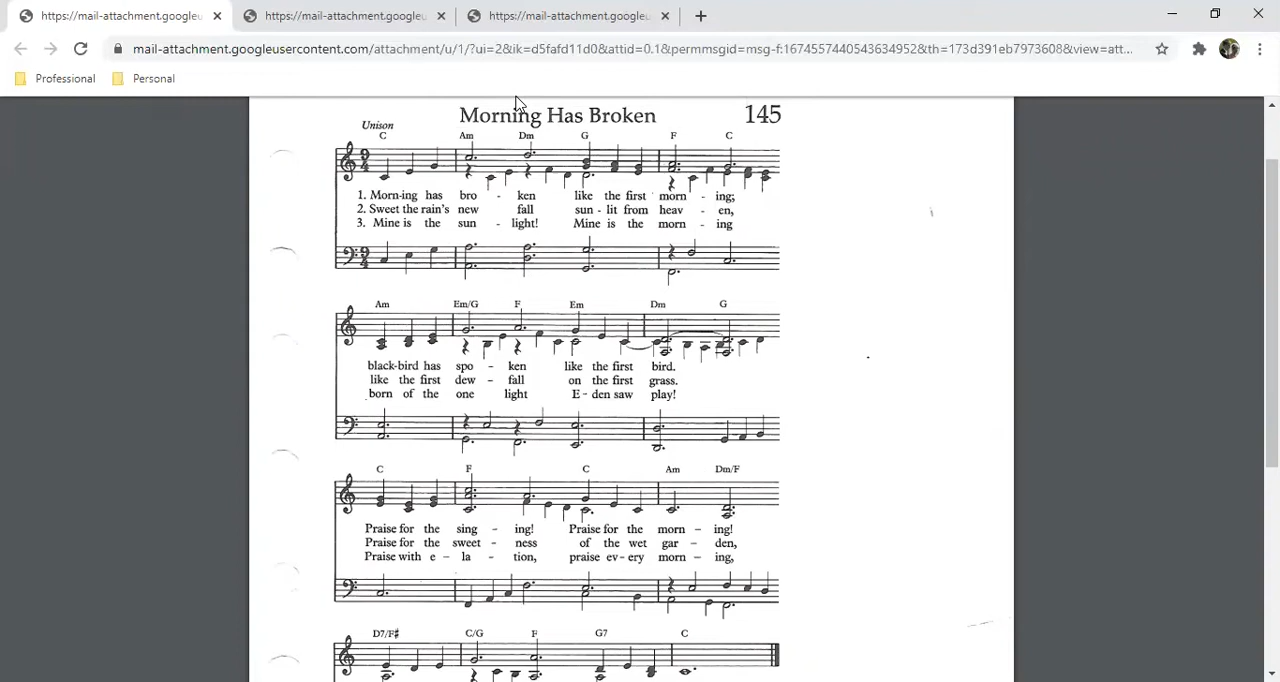 https://mail-attachment.googleu
https://mail-attachment.googleu
https://mail-attachment.googleu
mail-attachment.googleusercontent.com/attachment/u/1/?ui=2&ik=d5fafd11d0&attid=0.1&permmsgid=msg-f:1674557440543634952&th=173d391eb7973608&view=att...
Professional Personal
Morning Has Broken 145
Unison
C Am Dm G F C
1. Morn-ing has bro - ken like the first morn - ing;
2. Sweet the rain's new fall sun - lit from heav - en,
3. Mine is the sun - light! Mine is the morn - ing
Am Em/G F Em Dm G
black-bird has spo - ken like the first bird.
like the first dew - fall on the first grass.
born of the one light E - den saw play!
C F C Am Dm/F
Praise for the sing - ing! Praise for the morn - ing!
Praise for the sweet - ness of the wet gar - den,
Praise with e - la - tion, praise ev - ery morn - ing,
D7/F# C/G F G7 C